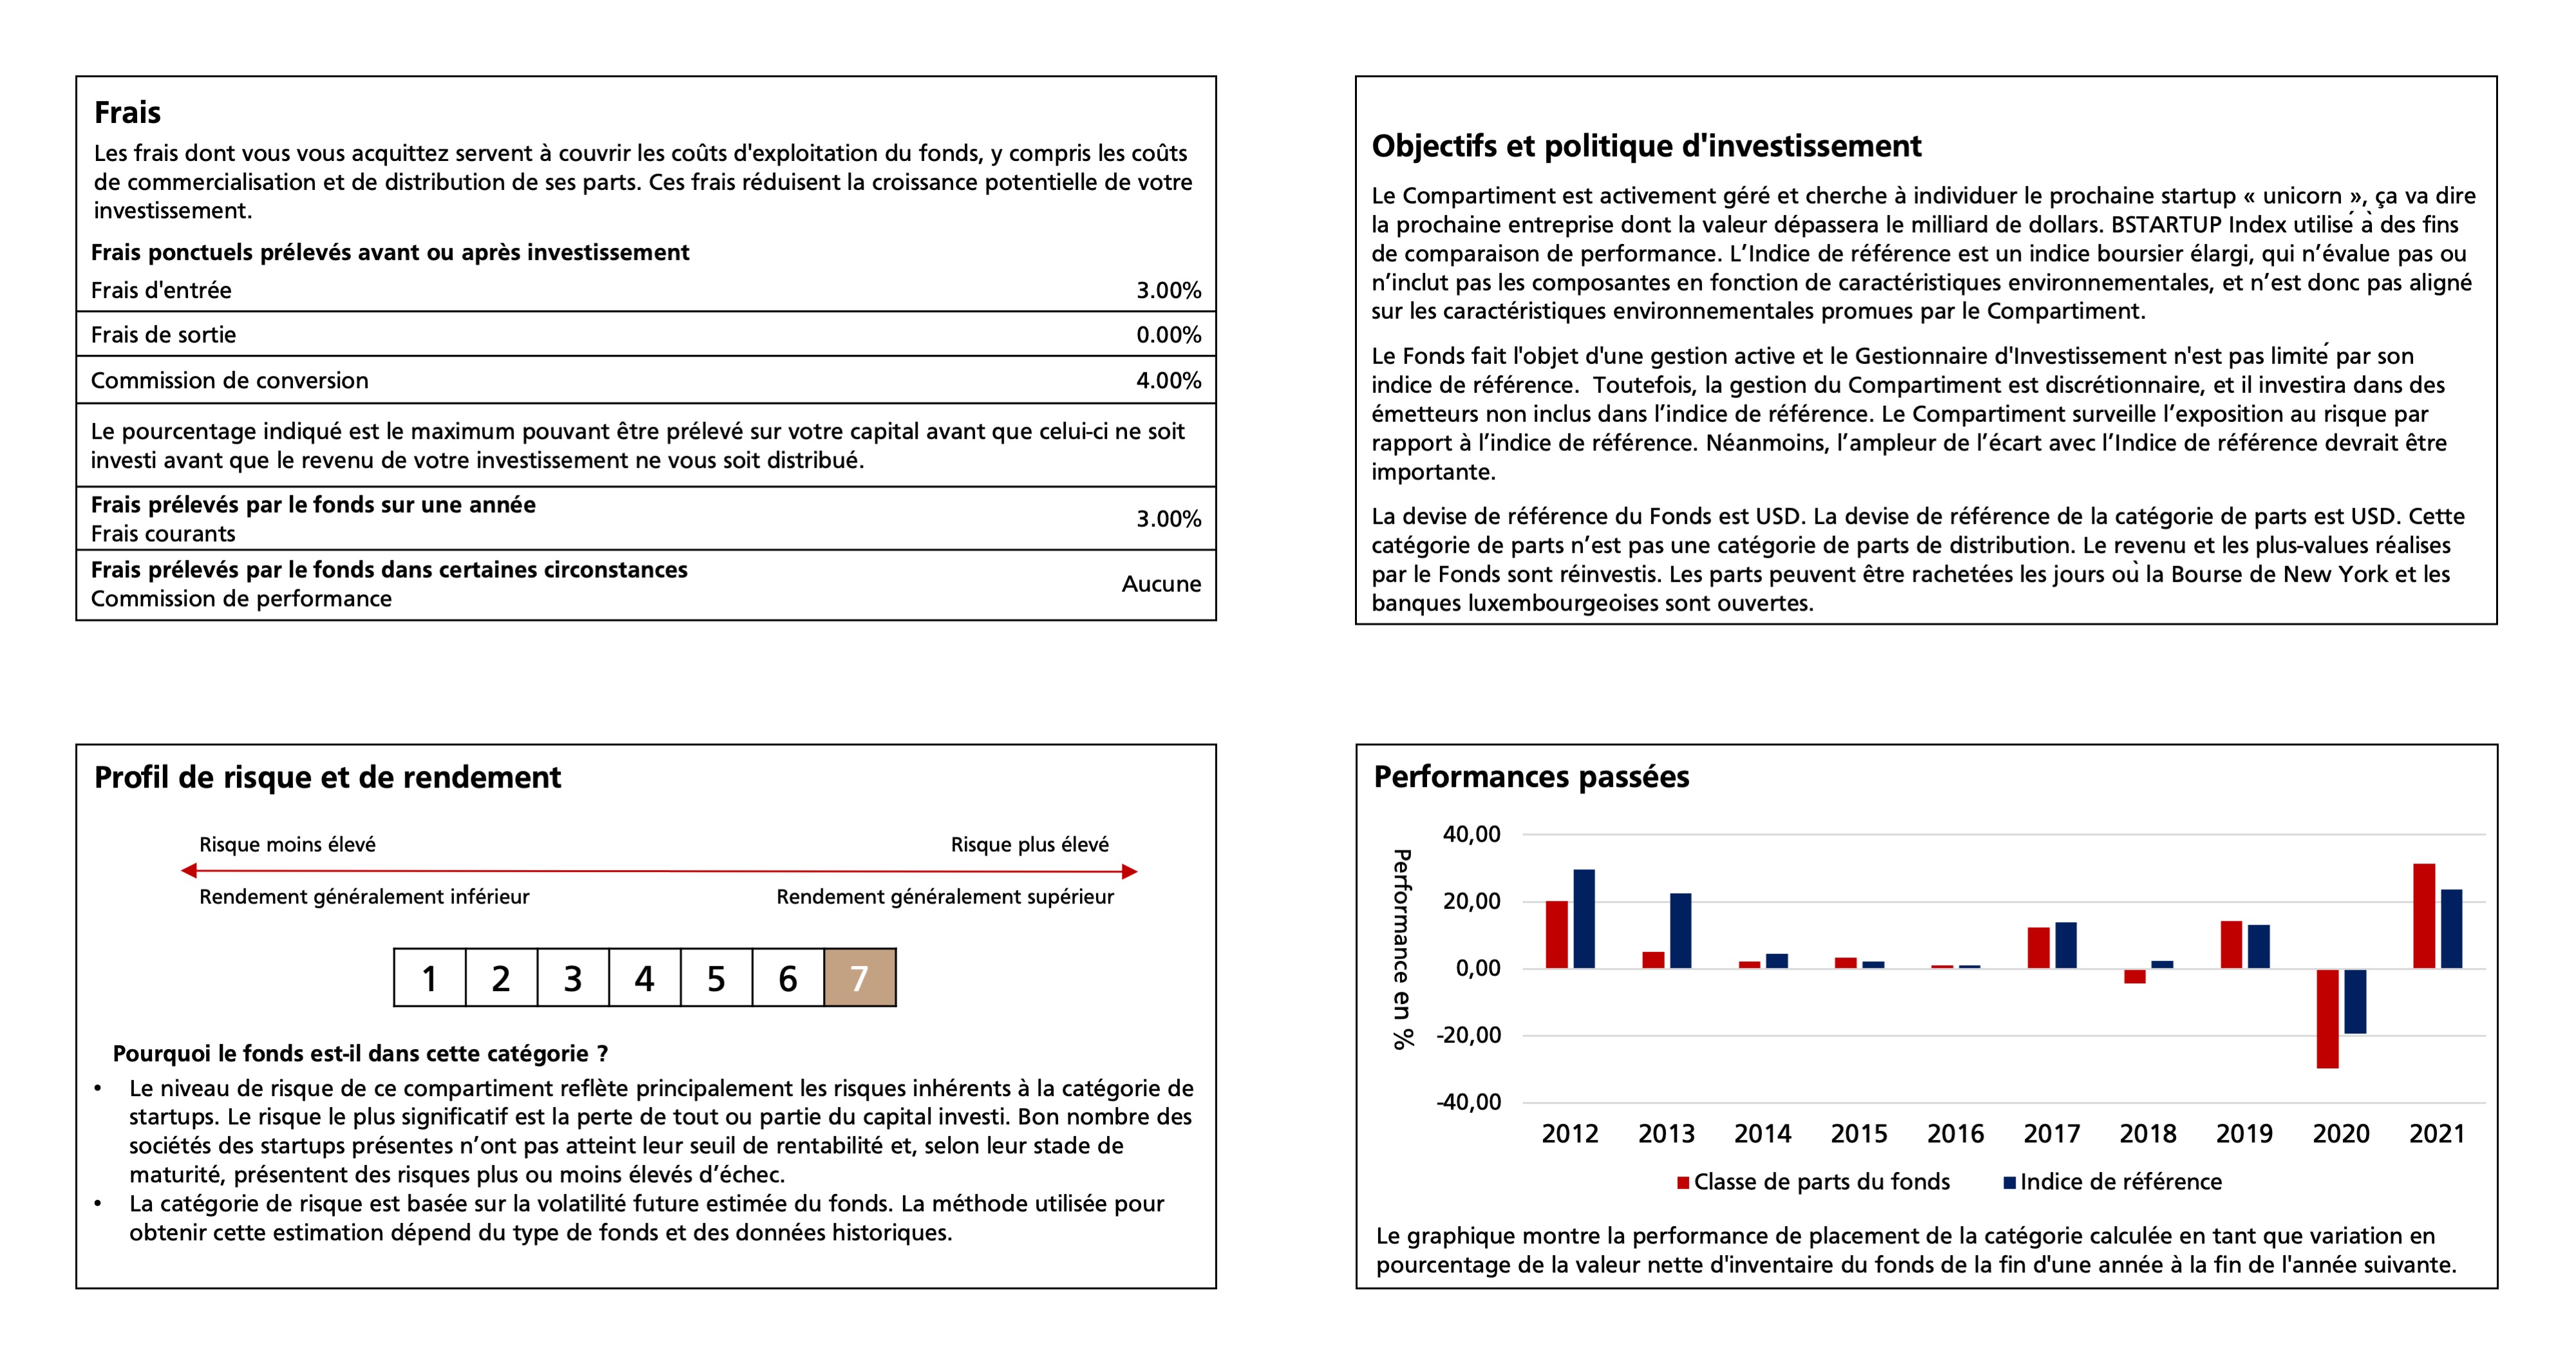 Frais
Les frais dont vous vous acquittez servent à couvrir les coûts d'exploitation du fonds, y compris les coûts
de commercialisation et de distribution de ses parts. Ces frais réduisent la croissance potentielle de votre
investissement.
Frais ponctuels prélevés avant ou après investissement
Frais d'entrée 3.00%
Frais de sortie 0.00%
Commission de conversion 4.00%
Le pourcentage indiqué est le maximum pouvant être prélevé sur votre capital avant que celui-ci ne soit
investi avant que le revenu de votre investissement ne vous soit distribué.
Frais prélevés par le fonds sur une année
Frais courants 3.00%
Frais prélevés par le fonds dans certaines circonstances
Commission de performance Aucune
Objectifs et politique d'investissement
Le Compartiment est activement géré et cherche à individuer le prochaine startup « unicorn », ça va dire
la prochaine entreprise dont la valeur dépassera le milliard de dollars. BSTARTUP Index utilisé à des fins
de comparaison de performance. L’Indice de référence est un indice boursier élargi, qui n’évalue pas ou
n’inclut pas les composantes en fonction de caractéristiques environnementales, et n’est donc pas aligné
sur les caractéristiques environnementales promues par le Compartiment.
Le Fonds fait l'objet d'une gestion active et le Gestionnaire d'Investissement n'est pas limité par son
indice de référence. Toutefois, la gestion du Compartiment est discrétionnaire, et il investira dans des
émetteurs non inclus dans l’indice de référence. Le Compartiment surveille l’exposition au risque par
rapport à l’indice de référence. Néanmoins, l’ampleur de l’écart avec l’Indice de référence devrait être
importante.
La devise de référence du Fonds est USD. La devise de référence de la catégorie de parts est USD. Cette
catégorie de parts n’est pas une catégorie de parts de distribution. Le revenu et les plus-values réalises
par le Fonds sont réinvestis. Les parts peuvent être rachetées les jours où la Bourse de New York et les
banques luxembourgeoises sont ouvertes.
Profil de risque et de rendement
Risque moins élevé Risque plus élevé
Rendement généralement inférieur Rendement généralement supérieur
1 2 3 4 5 6 7
Pourquoi le fonds est-il dans cette catégorie ?
• Le niveau de risque de ce compartiment reflète principalement les risques inhérents à la catégorie de
startups. Le risque le plus significatif est la perte de tout ou partie du capital investi. Bon nombre des
sociétés des startups présentes n’ont pas atteint leur seuil de rentabilité et, selon leur stade de
maturité, présentent des risques plus ou moins élevés d’échec.
• La catégorie de risque est basée sur la volatilité future estimée du fonds. La méthode utilisée pour
obtenir cette estimation dépend du type de fonds et des données historiques.
Performances passées
Performance en %
40,00
20,00
0,00
-20,00
-40,00
2012 2013 2014 2015 2016 2017 2018 2019 2020 2021
Classe de parts du fonds Indice de référence
Le graphique montre la performance de placement de la catégorie calculée en tant que variation en
pourcentage de la valeur nette d'inventaire du fonds de la fin d'une année à la fin de l'année suivante.